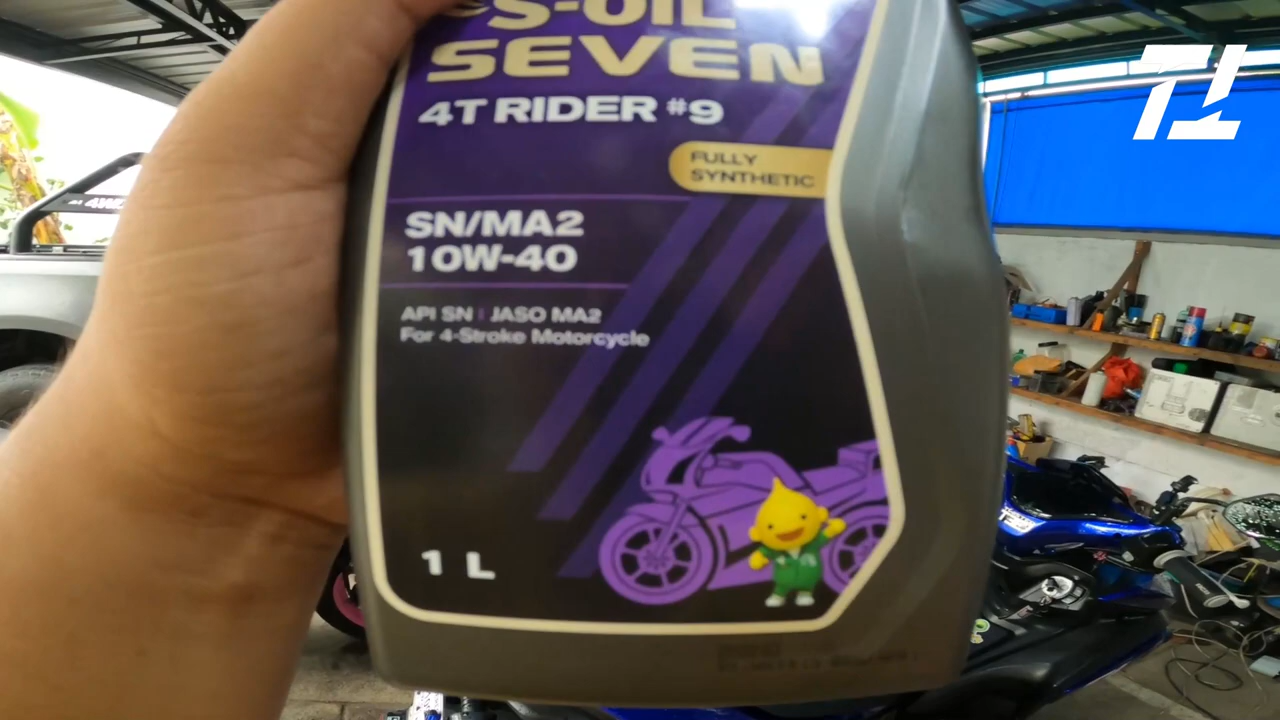 S-OIL
SEVEN
4T RIDER #9
FULLY
SYNTHETIC
SN/MA2
10W-40
API SN | JASO MA2
For 4-Stroke Motorcycle
1 L
4WD